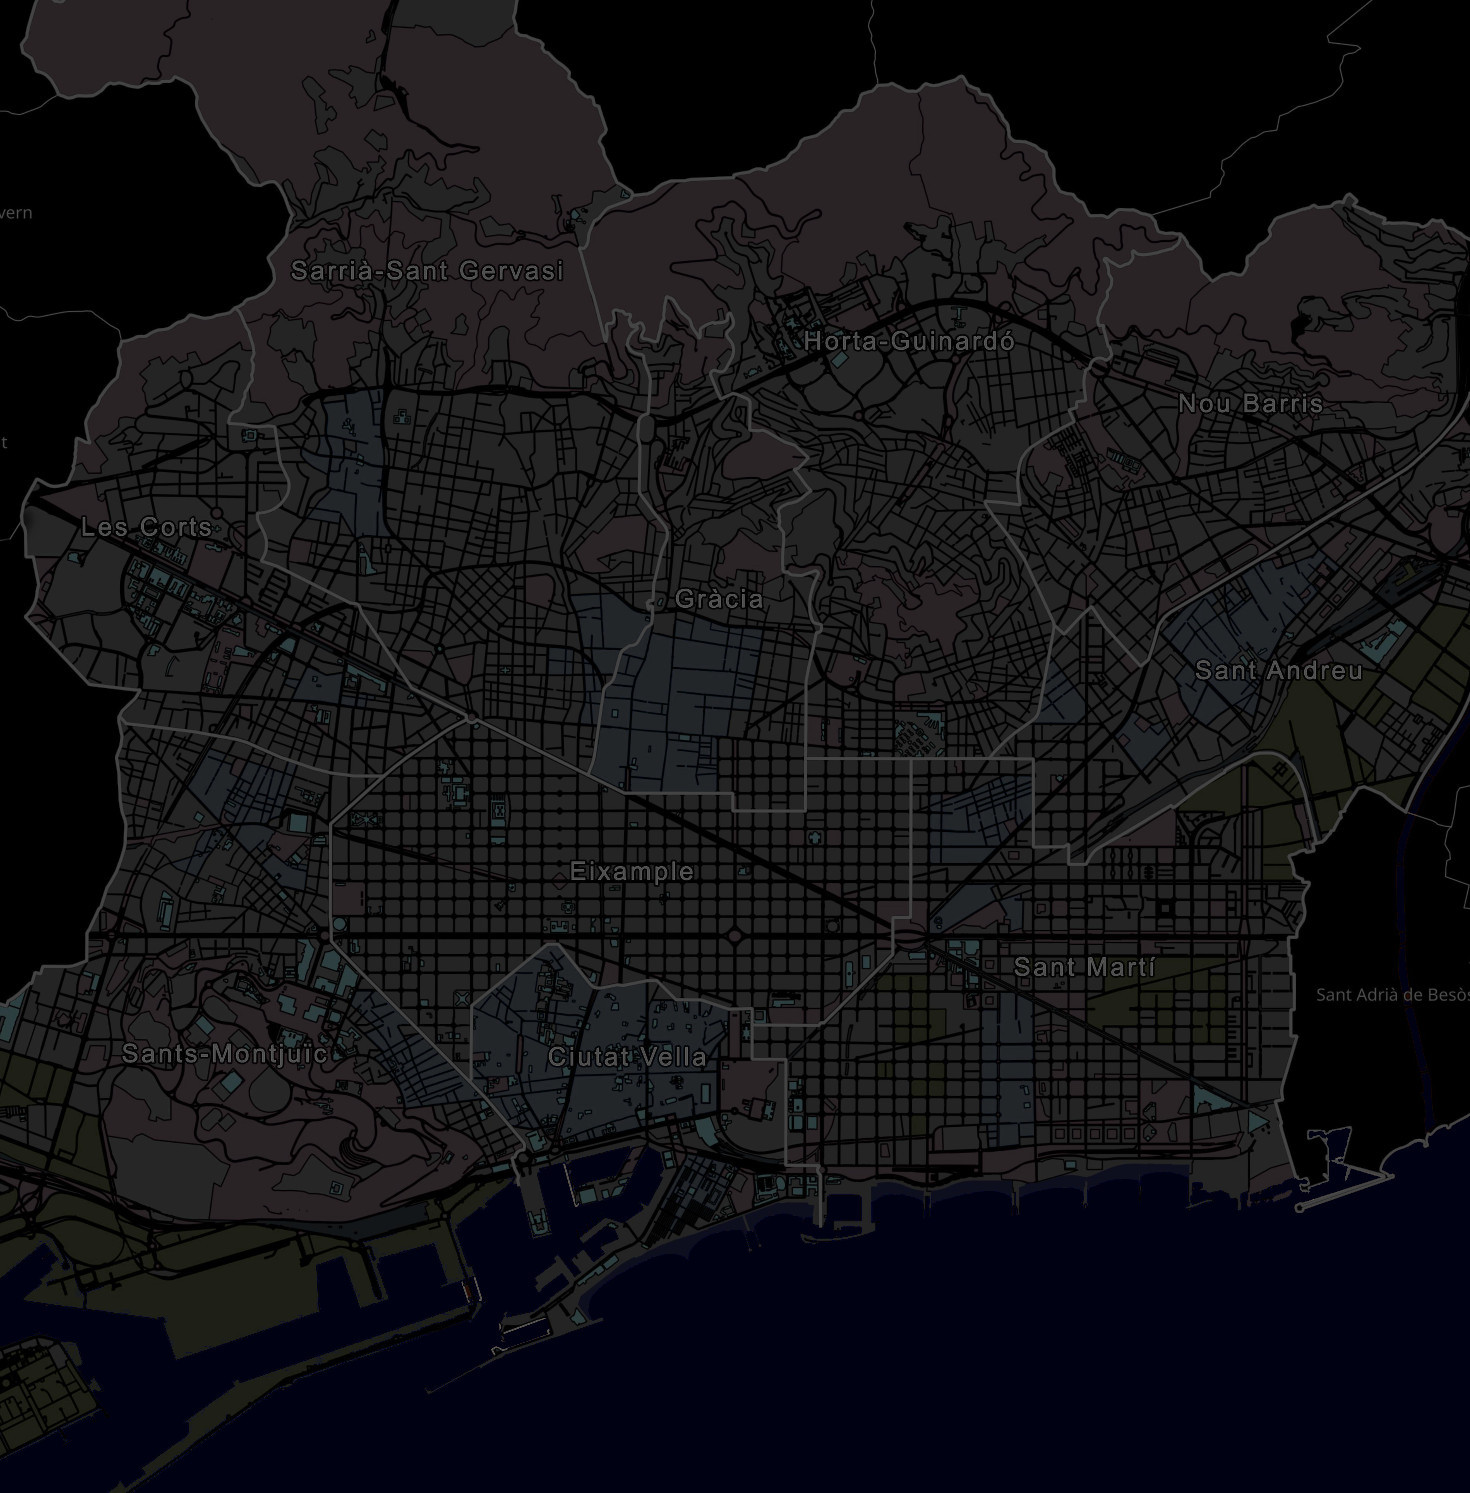 vern
Sarrià-Sant Gervasi
Horta-Guinardó
Nou Barris
t
Les Corts
Gràcia
Sant Andreu
Eixample
Sant Martí
Sant Adrià de Besòs
Sants-Montjuïc
Ciutat Vella